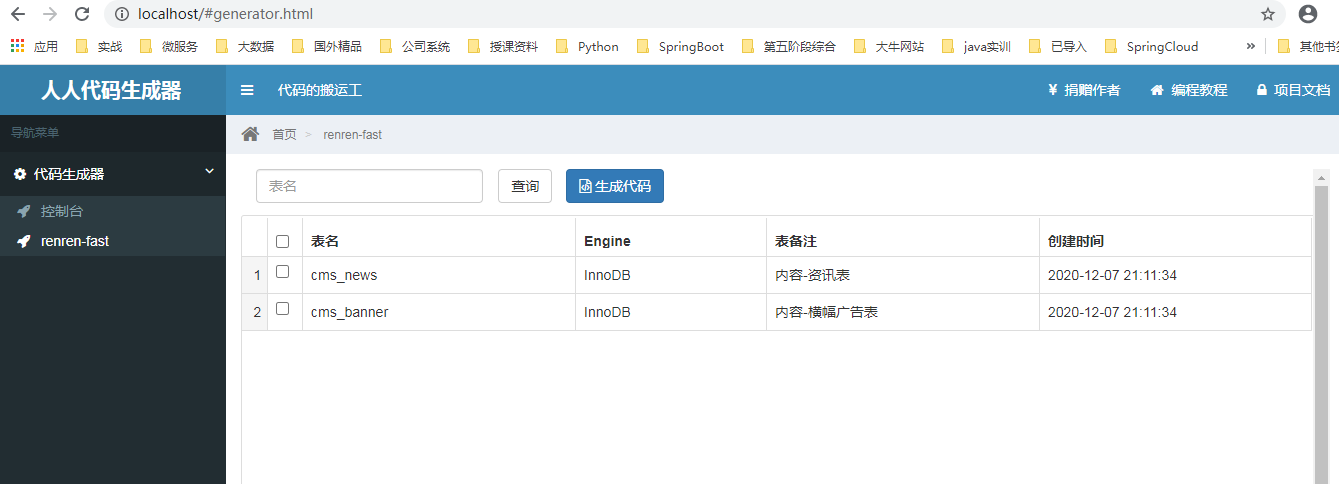 localhost/#generator.html
应用 实战 微服务 大数据 国外精品 公司系统 授课资料 Python SpringBoot 第五阶段综合 大牛网站 java实训 已导入 SpringCloud » 其他书签
人人代码生成器 代码的搬运工 ¥ 捐赠作者 编程教程 项目文档
导航菜单 首页 > renren-fast
代码生成器 表名 查询 生成代码
控制台
renren-fast
表名 Engine 表备注 创建时间
1 cms_news InnoDB 内容-资讯表 2020-12-07 21:11:34
2 cms_banner InnoDB 内容-横幅广告表 2020-12-07 21:11:34